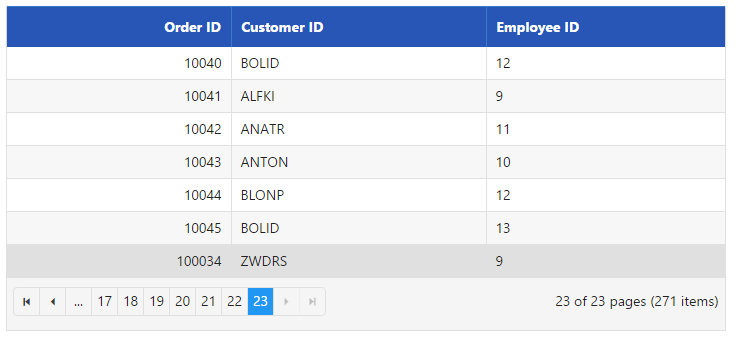 Order ID Customer ID Employee ID
10040 BOLID 12
10041 ALFKI 9
10042 ANATR 11
10043 ANTON 10
10044 BLONP 12
10045 BOLID 13
100034 ZWDRS 9
... 17 18 19 20 21 22 23 23 of 23 pages (271 items)